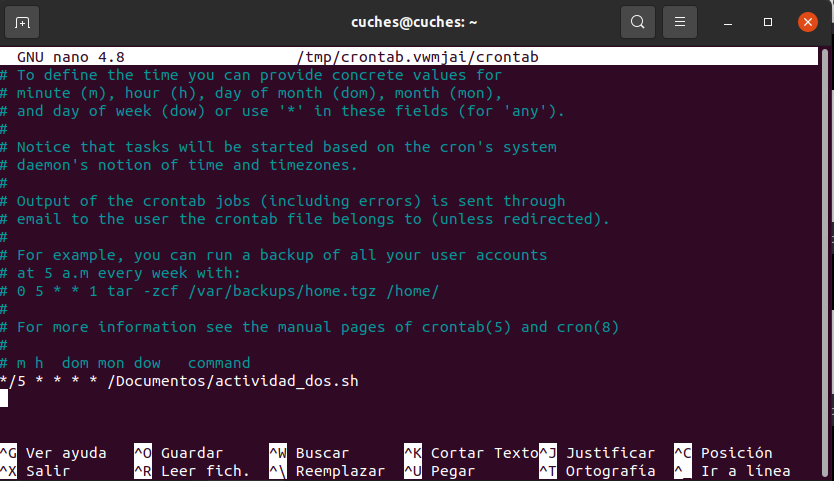 cuches@cuches: ~
GNU nano 4.8 /tmp/crontab.vwmjai/crontab
# To define the time you can provide concrete values for
# minute (m), hour (h), day of month (dom), month (mon),
# and day of week (dow) or use '*' in these fields (for 'any').
#
# Notice that tasks will be started based on the cron's system
# daemon's notion of time and timezones.
#
# Output of the crontab jobs (including errors) is sent through
# email to the user the crontab file belongs to (unless redirected).
#
# For example, you can run a backup of all your user accounts
# at 5 a.m every week with:
# 0 5 * * 1 tar -zcf /var/backups/home.tgz /home/
#
# For more information see the manual pages of crontab(5) and cron(8)
#
# m h  dom mon dow   command
*/5 * * * * /Documentos/actividad_dos.sh
^G Ver ayuda ^O Guardar ^W Buscar ^K Cortar Texto ^J Justificar ^C Posición
^X Salir ^R Leer fich. ^\ Reemplazar ^U Pegar ^T Ortografía ^_ Ir a línea